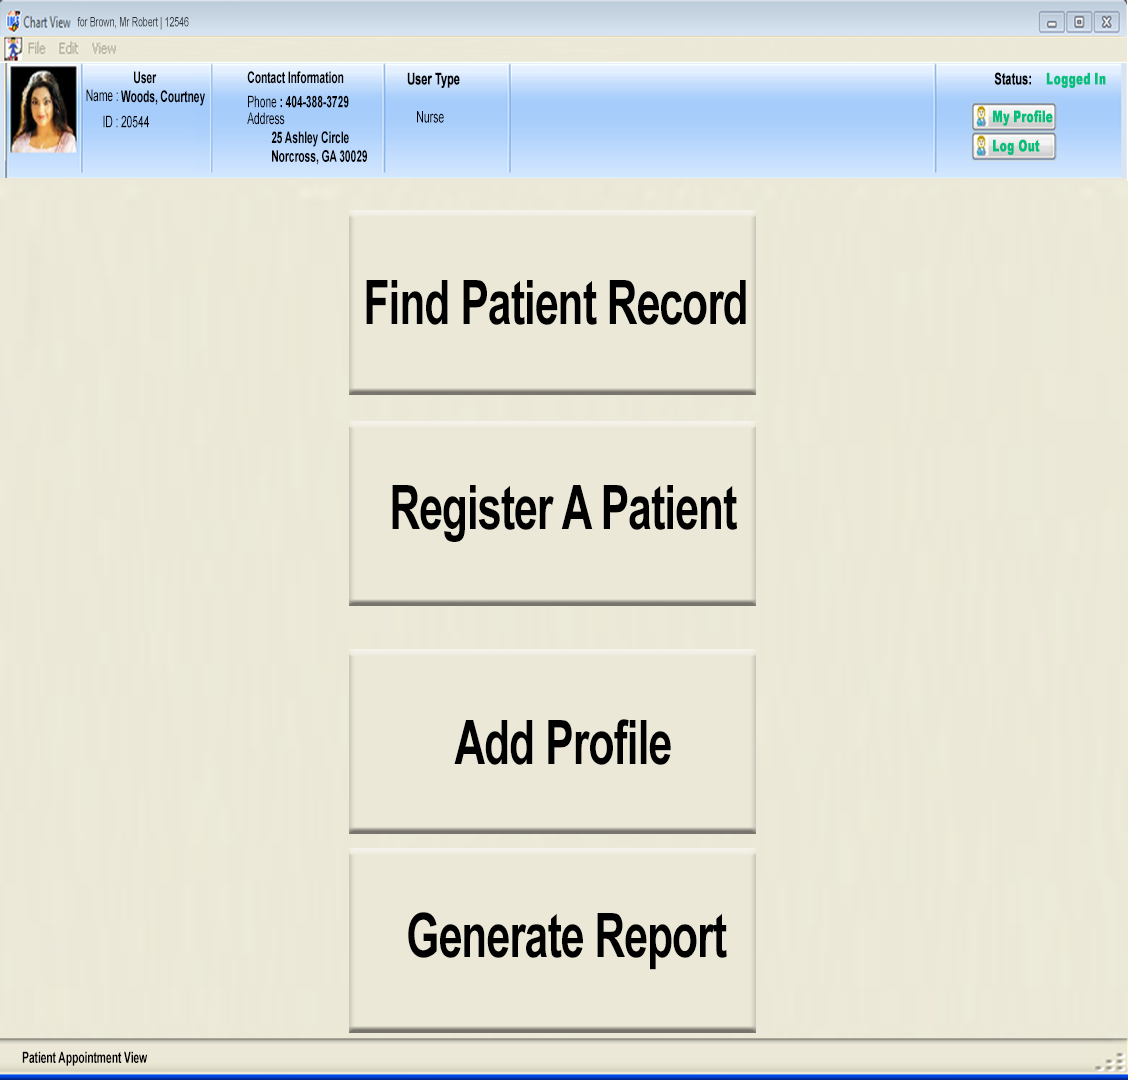 Chart View for Brown, Mr Robert | 12546
File Edit View
User
Name : Woods, Courtney
ID : 20544
Contact Information
Phone : 404-388-3729
Address
25 Ashley Circle
Norcross, GA 30029
User Type
Nurse
Status: Logged In
My Profile
Log Out
Find Patient Record
Register A Patient
Add Profile
Generate Report
Patient Appointment View